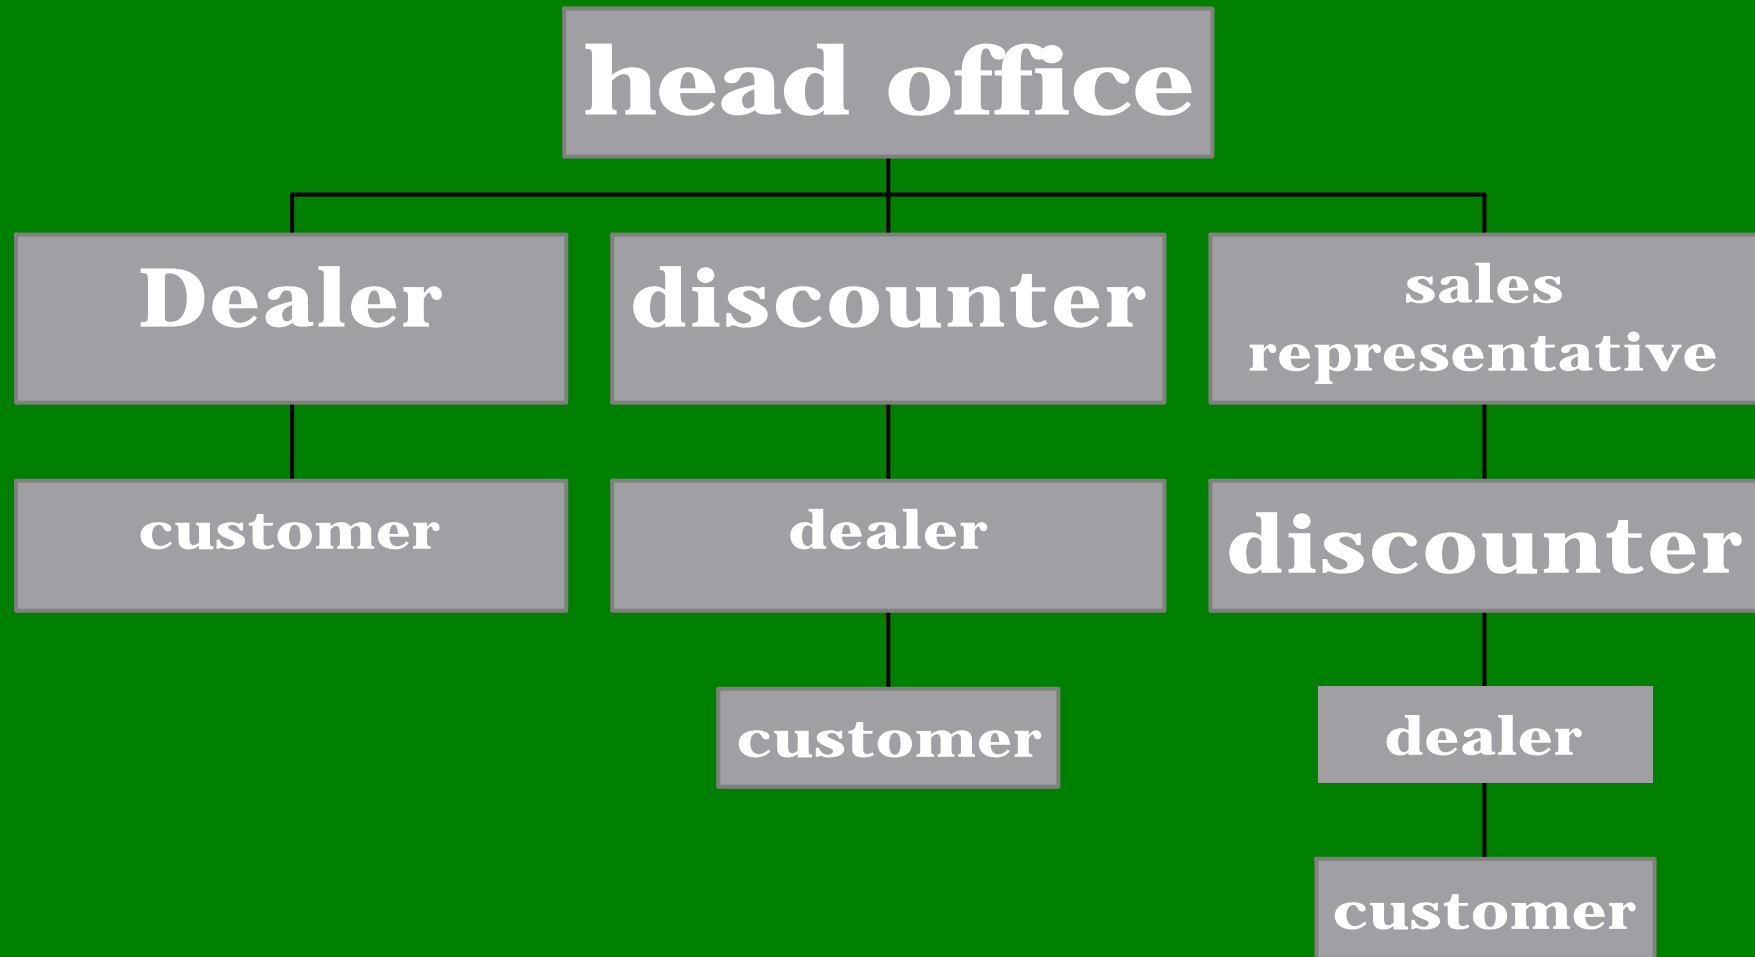 head office
Dealer
discounter
sales
representative
customer
dealer
discounter
customer
dealer
customer